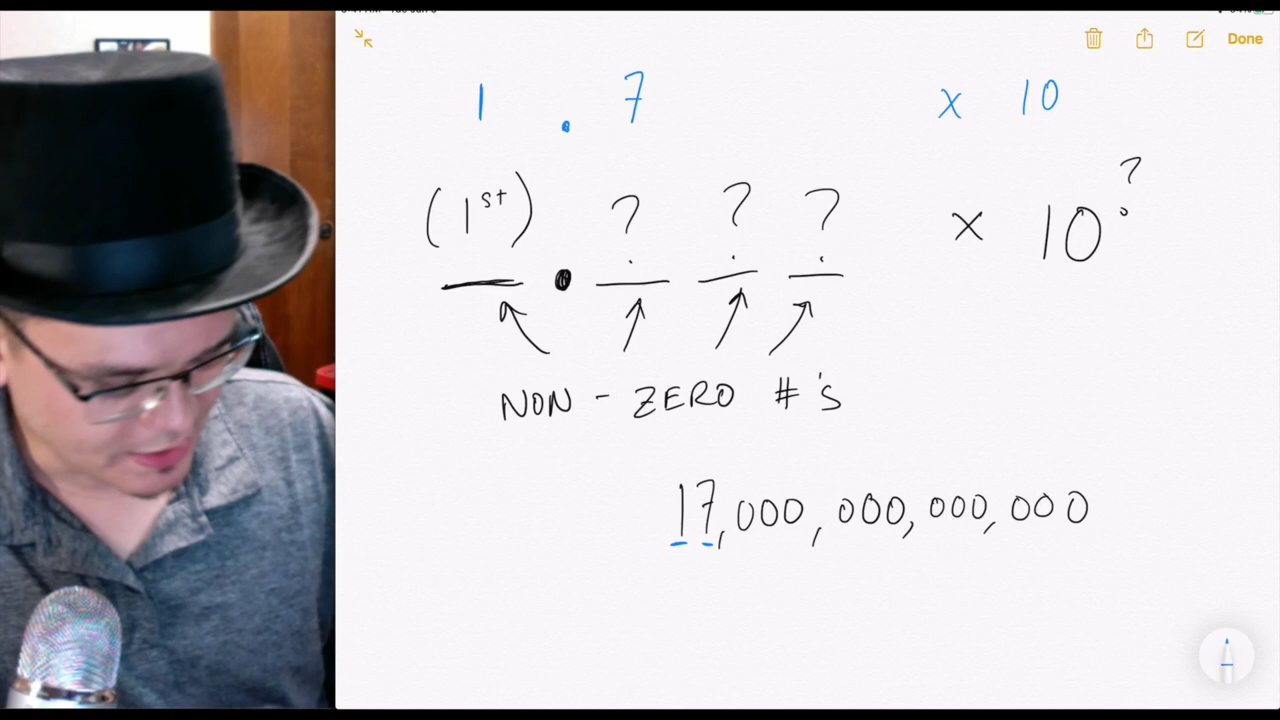 Done
1 . 7 x 10
(1st) . ? ? ? x 10?
NON - ZERO #'s
17,000,000,000,000